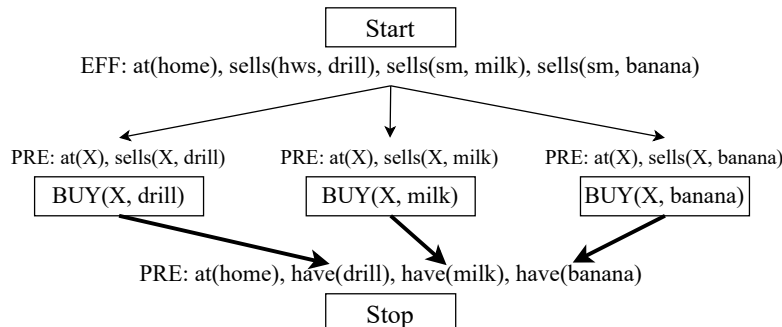 Start
EFF: at(home), sells(hws, drill), sells(sm, milk), sells(sm, banana)
PRE: at(X), sells(X, drill) PRE: at(X), sells(X, milk) PRE: at(X), sells(X, banana)
BUY(X, drill) BUY(X, milk) BUY(X, banana)
PRE: at(home), have(drill), have(milk), have(banana)
Stop